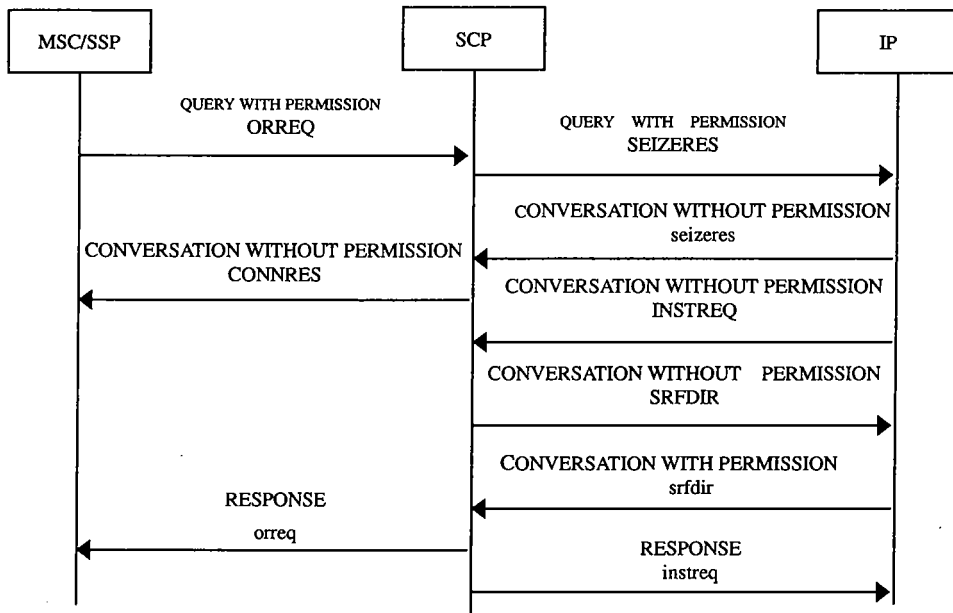 MSC/SSP
SCP
IP
QUERY WITH PERMISSION
ORREQ
QUERY WITH PERMISSION
SEIZERES
CONVERSATION WITHOUT PERMISSION
seizeres
CONVERSATION WITHOUT PERMISSION
CONNRES
CONVERSATION WITHOUT PERMISSION
INSTREQ
CONVERSATION WITHOUT PERMISSION
SRFDIR
CONVERSATION WITH PERMISSION
srfdir
RESPONSE
orreq
RESPONSE
instreq